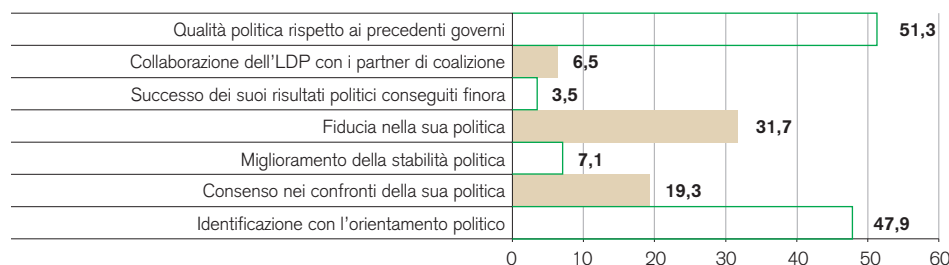 Qualità politica rispetto ai precedenti governi 51,3
Collaborazione dell'LDP con i partner di coalizione 6,5
Successo dei suoi risultati politici conseguiti finora 3,5
Fiducia nella sua politica 31,7
Miglioramento della stabilità politica 7,1
Consenso nei confronti della sua politica 19,3
Identificazione con l'orientamento politico 47,9
0 10 20 30 40 50 60